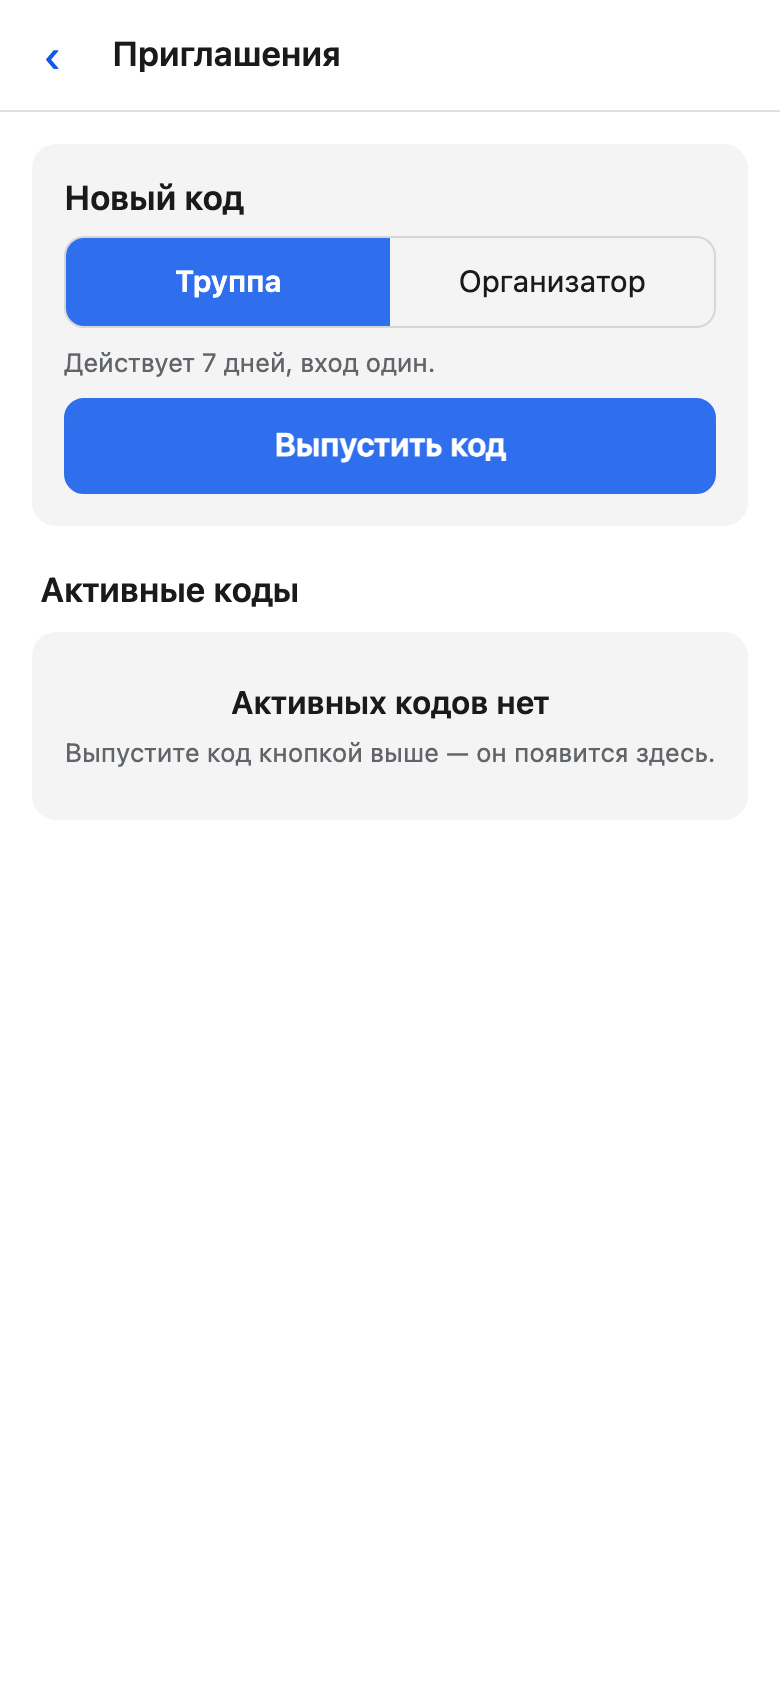 ‹ Приглашения
Новый код
Труппа Организатор
Действует 7 дней, вход один.
Выпустить код
Активные коды
Активных кодов нет
Выпустите код кнопкой выше — он появится здесь.